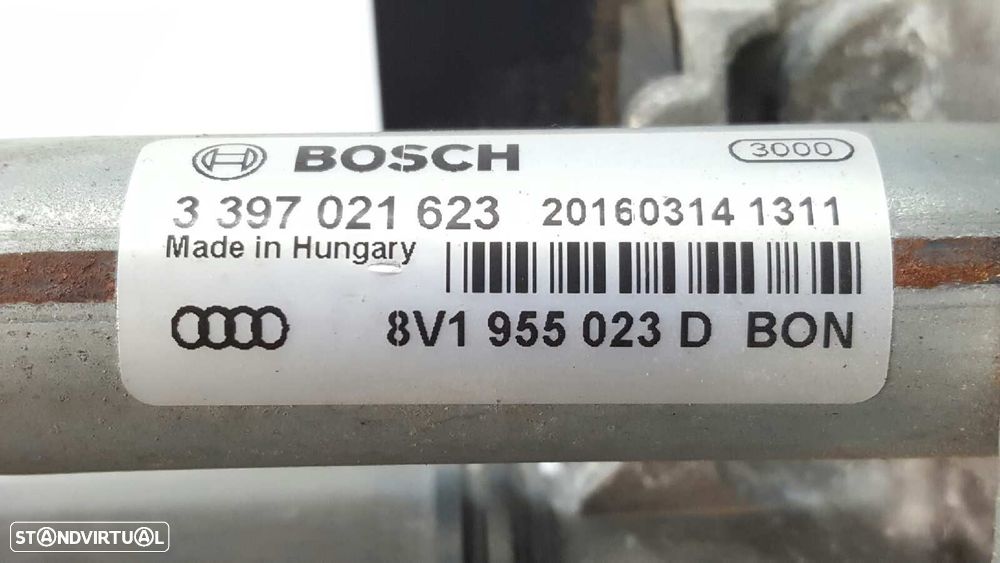 BOSCH 3000
3 397 021 623 20160314 1311
Made in Hungary
8V1 955 023 D BON
STANDVIRTUAL